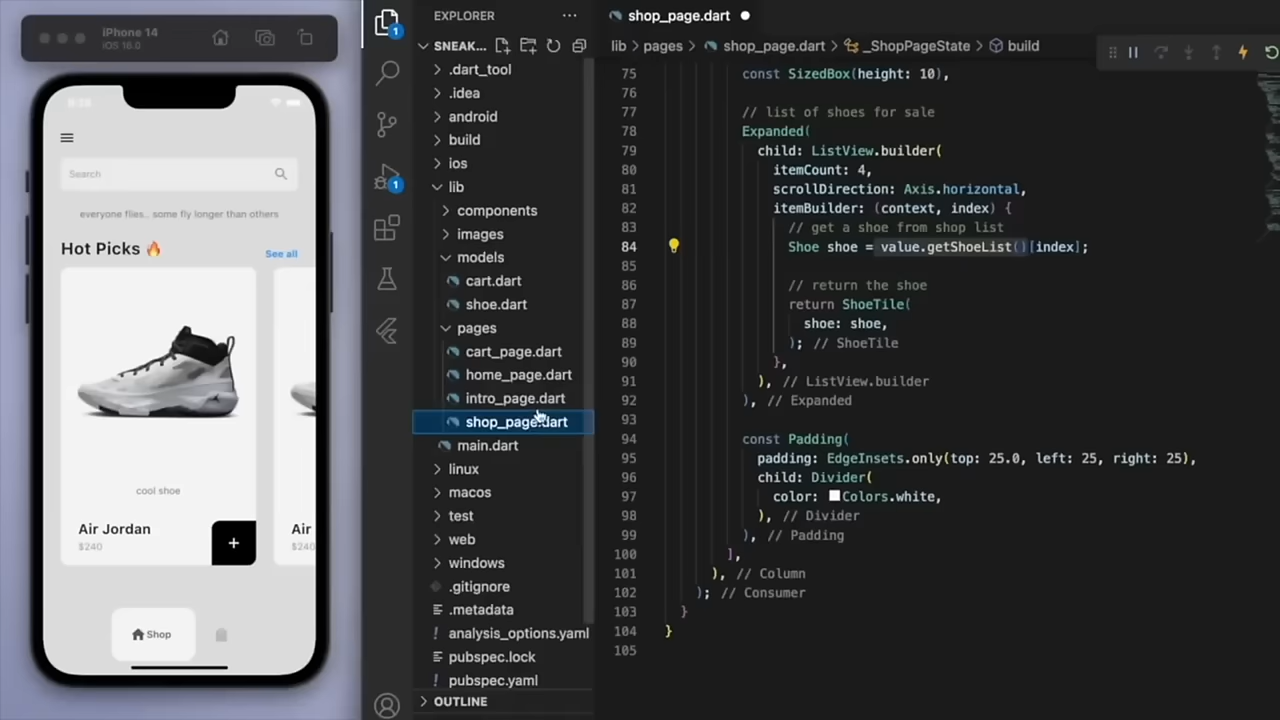 iPhone 14
iOS 16.0
Search
everyone flies.. some fly longer than others
Hot Picks 🔥
See all
cool shoe
Air Jordan
$240
+
Air
$240
Shop
1
1
EXPLORER
SNEAK...
.dart_tool
.idea
android
build
ios
lib
components
images
models
cart.dart
shoe.dart
pages
cart_page.dart
home_page.dart
intro_page.dart
shop_page.dart
main.dart
linux
macos
test
web
windows
.gitignore
.metadata
! analysis_options.yaml
pubspec.lock
! pubspec.yaml
OUTLINE
shop_page.dart
lib > pages > shop_page.dart > _ShopPageState > build
75 const SizedBox(height: 10),
76
77 // list of shoes for sale
78 Expanded(
79 child: ListView.builder(
80 itemCount: 4,
81 scrollDirection: Axis.horizontal,
82 itemBuilder: (context, index) {
83 // get a shoe from shop list
84 Shoe shoe = value.getShoeList()[index];
85
86 // return the shoe
87 return ShoeTile(
88 shoe: shoe,
89 ); // ShoeTile
90 },
91 ), // ListView.builder
92 ), // Expanded
93
94 const Padding(
95 padding: EdgeInsets.only(top: 25.0, left: 25, right: 25),
96 child: Divider(
97 color: Colors.white,
98 ), // Divider
99 ), // Padding
100 ],
101 ), // Column
102 ); // Consumer
103 }
104 }
105